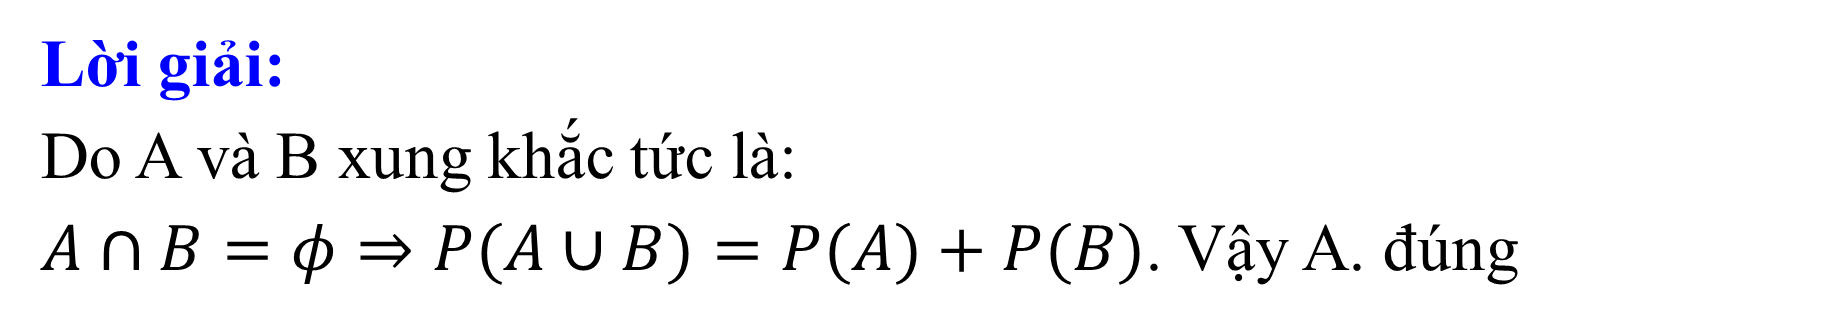 Lời giải:
Do A và B xung khắc tức là:
A ∩ B = ϕ ⇒ P(A ∪ B) = P(A) + P(B). Vậy A. đúng